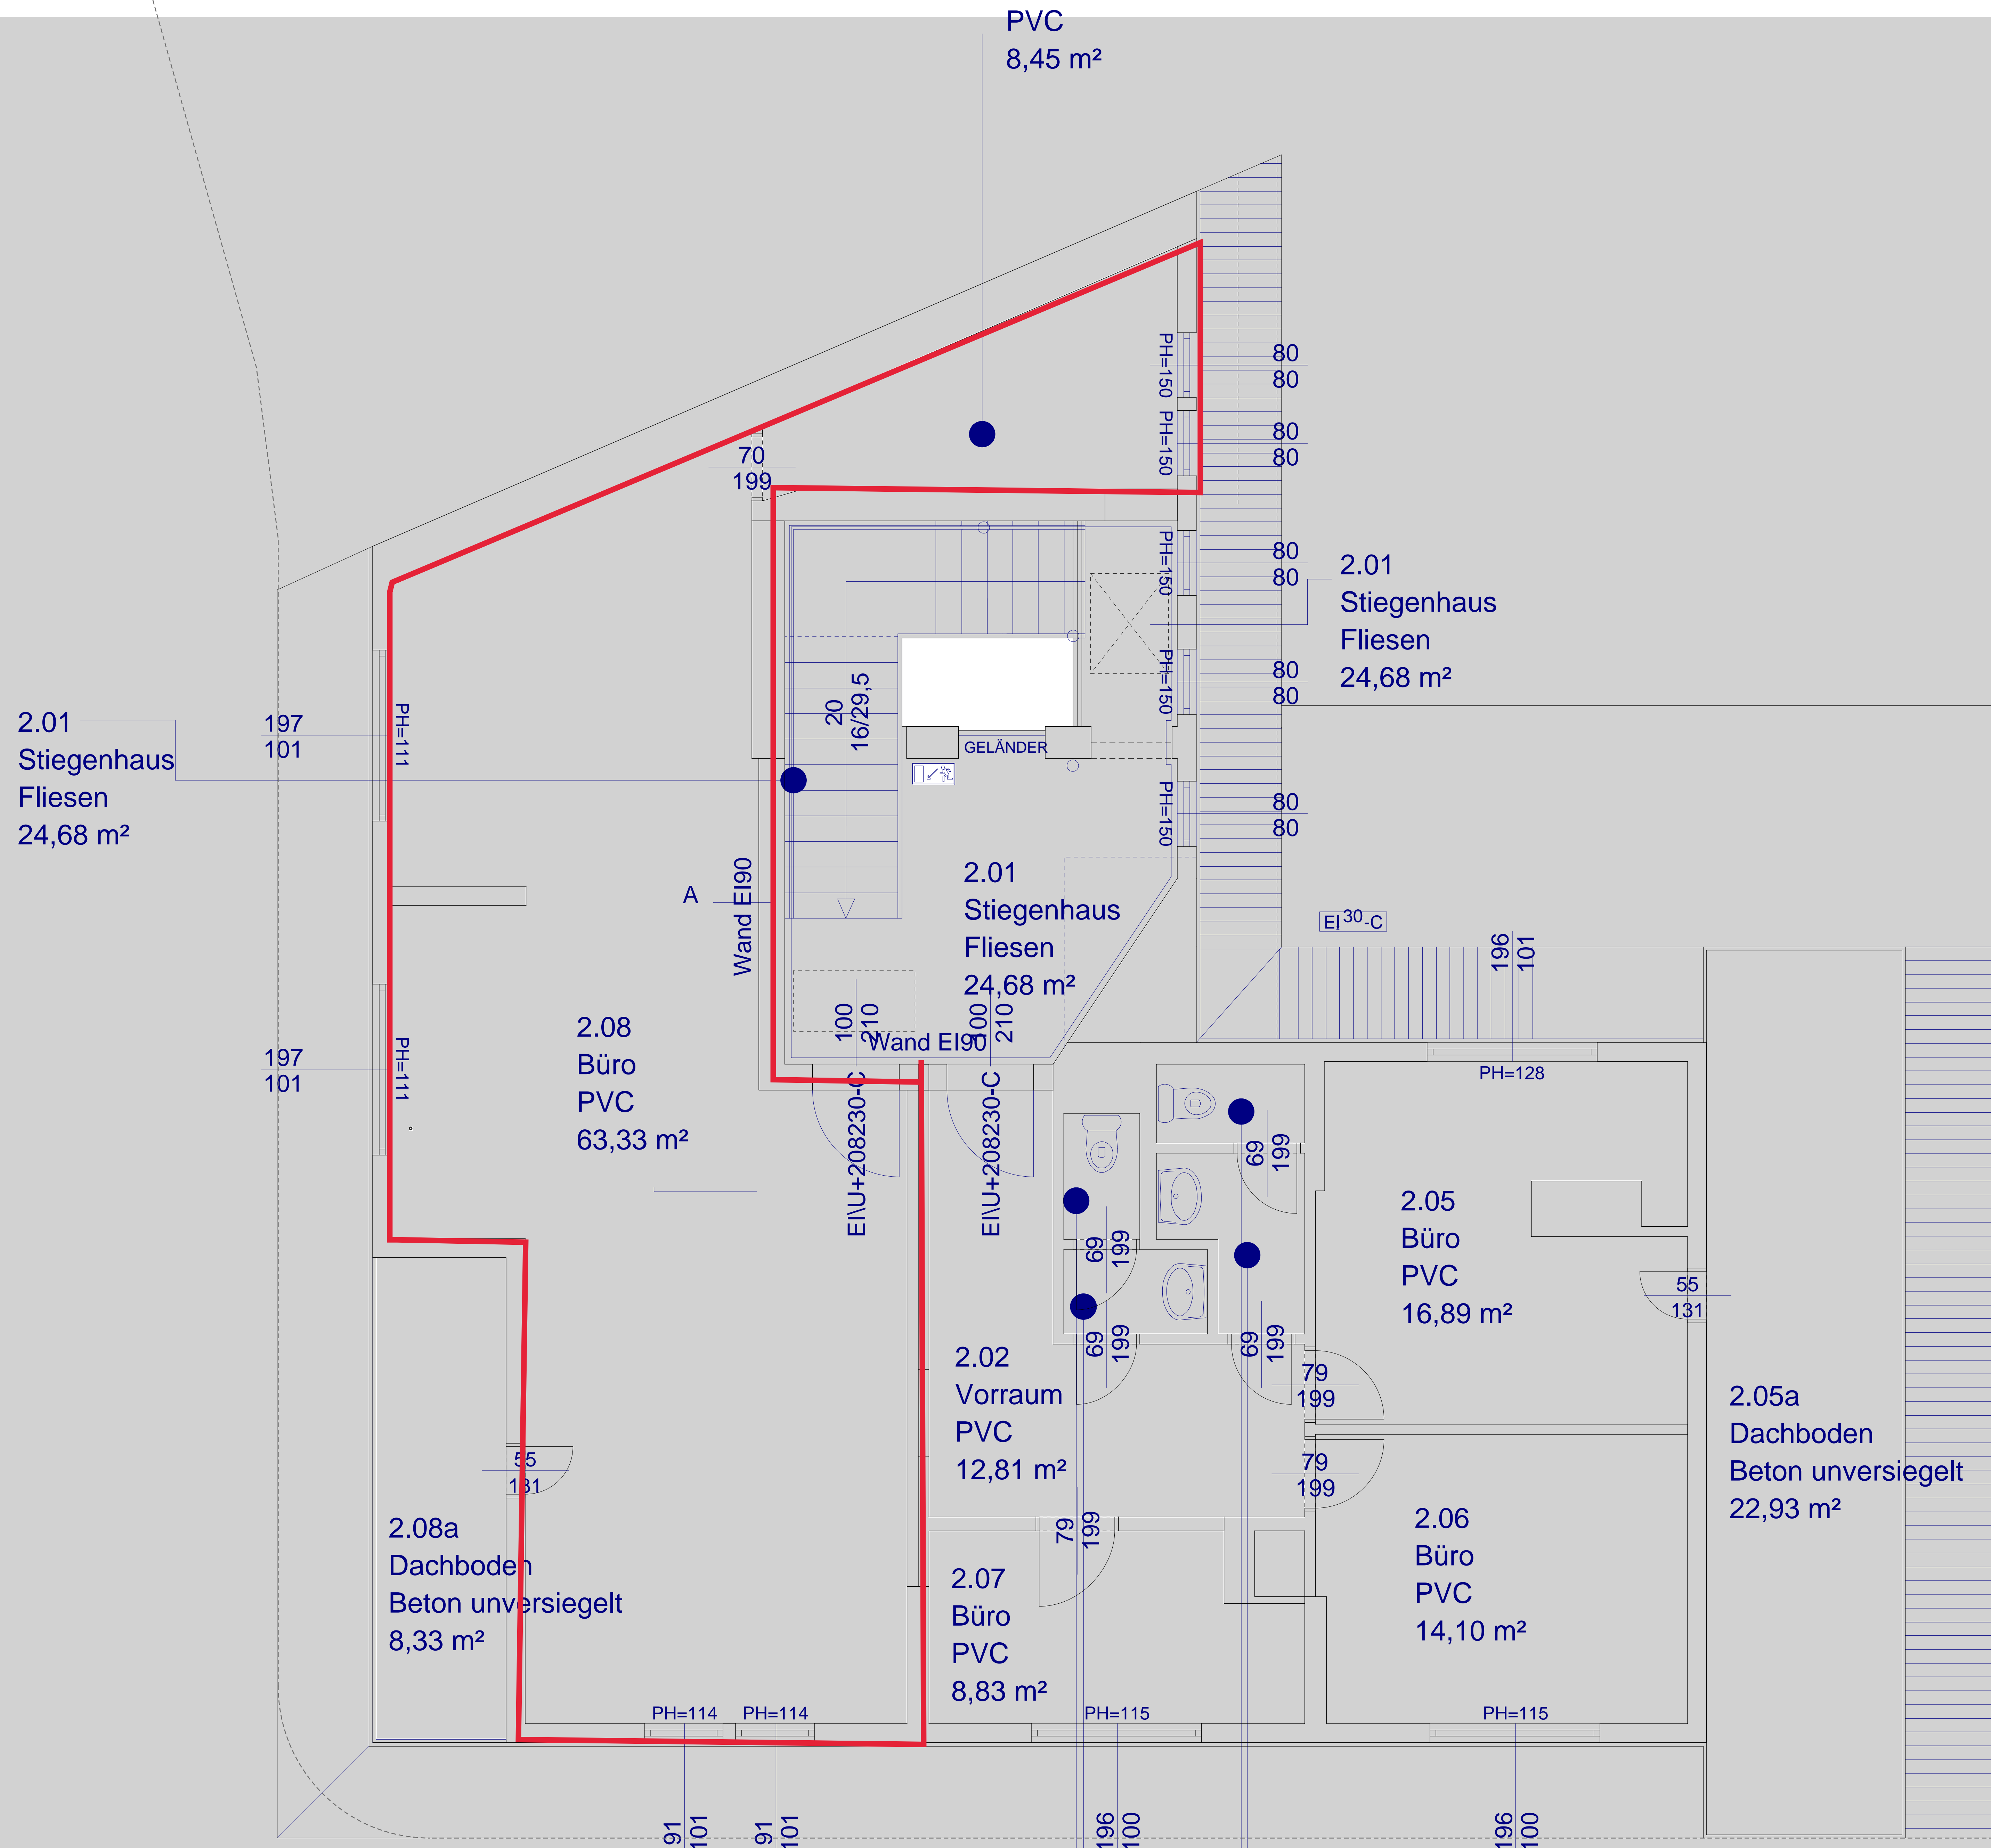 PVC
8,45 m²
PH=150
80
80
PH=150
80
80
70
199
PH=150
80
80
2.01
Stiegenhaus
Fliesen
24,68 m²
PH=150
80
80
20
16/29,5
2.01
Stiegenhaus
Fliesen
24,68 m²
197
101
PH=111
GELÄNDER
PH=150
80
80
A
Wand EI90
2.01
Stiegenhaus
Fliesen
24,68 m²
EI 30-C
196
101
100
210
100
210
Wand EI90
2.08
Büro
PVC
63,33 m²
197
101
PH=111
EI\U+208230-C
EI\U+208230-C
PH=128
69
199
69
199
2.05
Büro
PVC
16,89 m²
55
131
69
199
69
199
2.02
Vorraum
PVC
12,81 m²
79
199
79
199
2.05a
Dachboden
Beton unversiegelt
22,93 m²
55
131
2.08a
Dachboden
Beton unversiegelt
8,33 m²
79
199
2.07
Büro
PVC
8,83 m²
2.06
Büro
PVC
14,10 m²
PH=114
PH=114
PH=115
PH=115
91
101
91
101
196
100
196
100